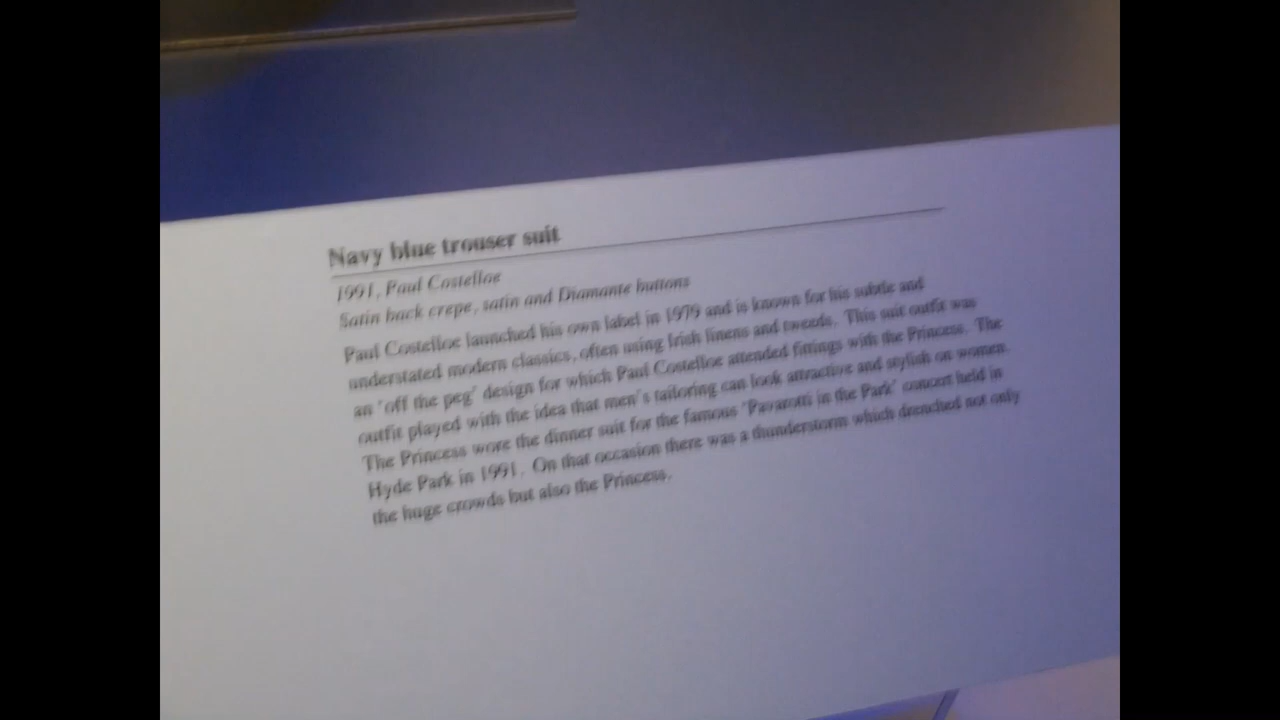 Navy blue trouser suit
1991, Paul Costelloe
Satin back crepe, satin and Diamante buttons
Paul Costelloe launched his own label in 1979 and is known for his subtle and
understated modern classics, often using Irish linens and tweeds. This suit outfit was
an 'off the peg' design for which Paul Costelloe attended fittings with the Princess. The
outfit played with the idea that men's tailoring can look attractive and stylish on women.
The Princess wore the dinner suit for the famous 'Pavarotti in the Park' concert held in
Hyde Park in 1991. On that occasion there was a thunderstorm which drenched not only
the huge crowds but also the Princess.